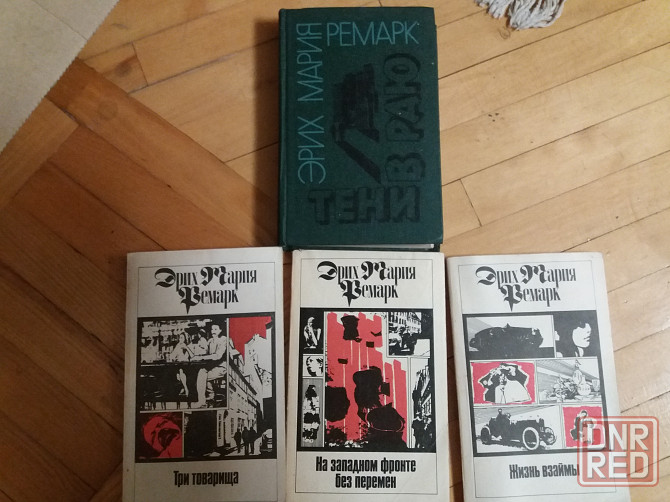 ЭРИХ МАРИЯ РЕМАРК
ТЕНИ
В РАЮ
Эрих Мария
Ремарк
Три товарища
Эрих Мария
Ремарк
На западном фронте
без перемен
Эрих Мария
Ремарк
Жизнь взаймы
DNR
RED